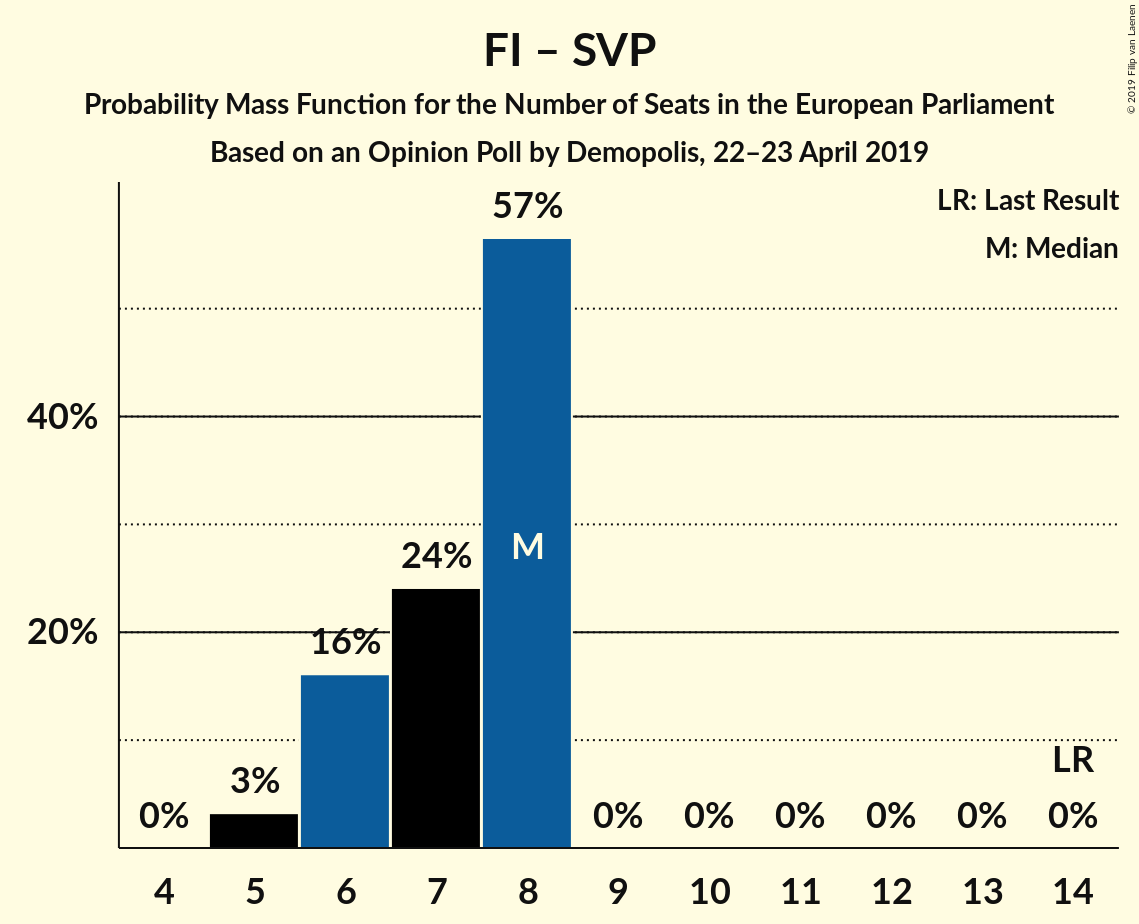 FI – SVP
Probability Mass Function for the Number of Seats in the European Parliament
Based on an Opinion Poll by Demopolis, 22–23 April 2019
© 2019 Filip van Laenen
LR: Last Result
M: Median
57%
40%
24%
M
20%
16%
LR
3%
0%
0% 0% 0% 0% 0% 0%
4 5 6 7 8 9 10 11 12 13 14